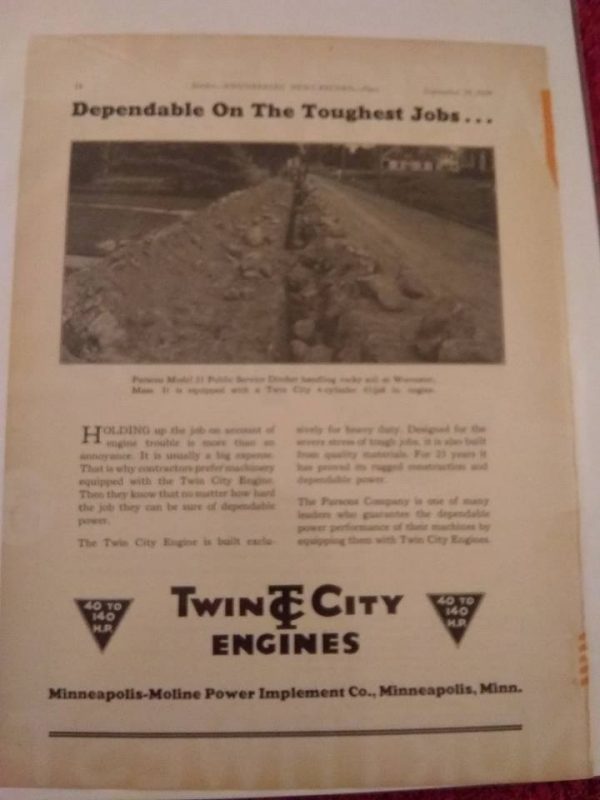 ENGINEERING NEWS-RECORD
Dependable On The Toughest Jobs...
Parsons Model 31 Public Service Ditcher handling rocky soil at Worcester,
Mass. It is equipped with a Twin City 4-cylinder engine.
HOLDING up the job on account of
engine trouble is more than an
annoyance. It is usually a big expense.
That is why contractors prefer machinery
equipped with the Twin City Engine.
Then they know that no matter how hard
the job they can be sure of dependable
power.
The Twin City Engine is built exclu-
sively for heavy duty. Designed for the
severe stress of tough jobs, it is also built
from quality materials. For 25 years it
has proved its rugged construction and
dependable power.
The Parsons Company is one of many
leaders who guarantee the dependable
power performance of their machines by
equipping them with Twin City Engines.
40 TO
140
H.P.
TWIN TC CITY
ENGINES
40 TO
140
H.P.
Minneapolis-Moline Power Implement Co., Minneapolis, Minn.